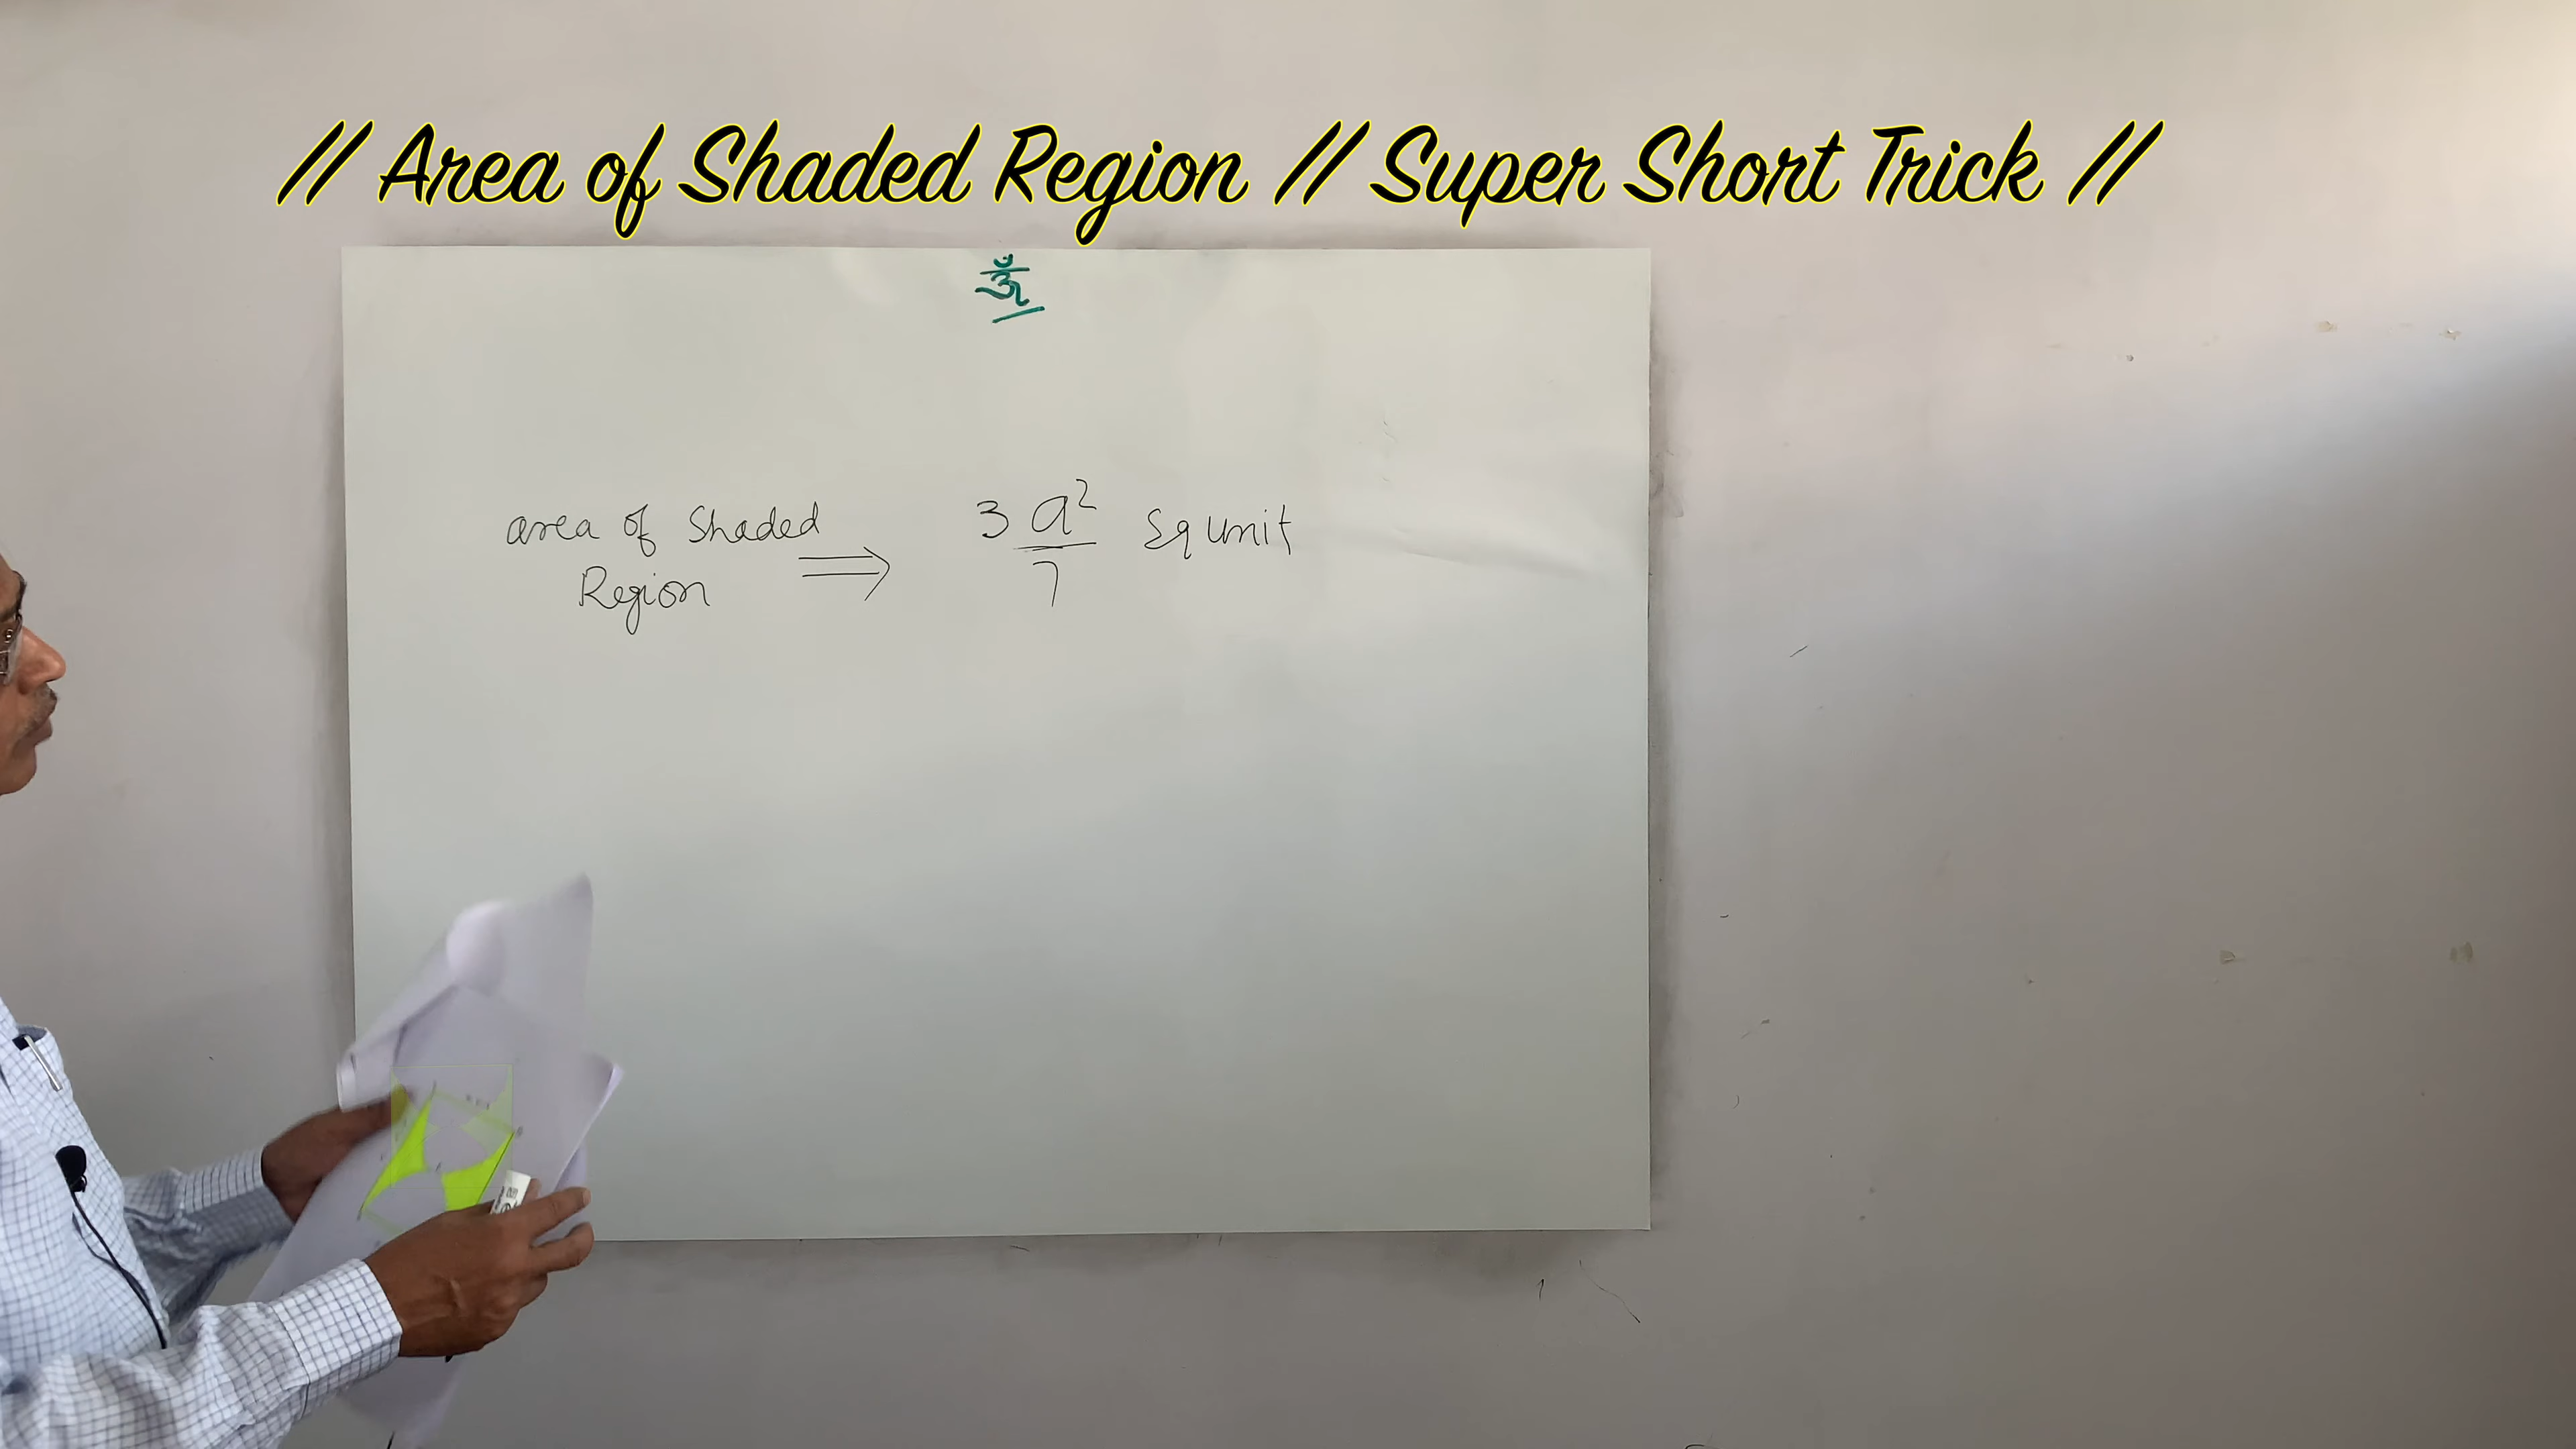 // Area of Shaded Region // Super Short Trick //
ॐ
area of Shaded
Region ⟹ 3 a²/7 Sq unit